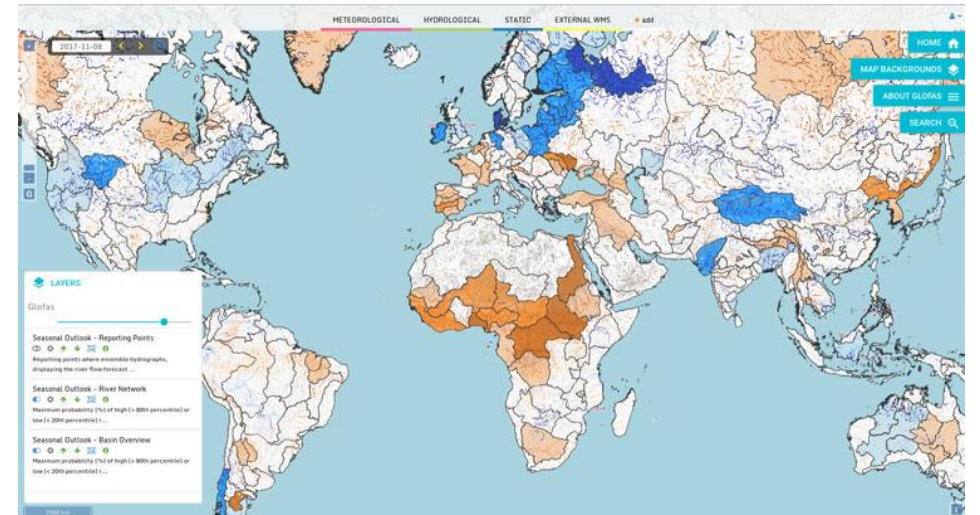 METEOROLOGICAL HYDROLOGICAL STATIC EXTERNAL WMS + add
2017-11-08
HOME
MAP BACKGROUNDS
ABOUT GLOFAS
SEARCH
LAYERS
Glofas
Seasonal Outlook - Reporting Points
Reporting points where ensemble hydrographs,
displaying the river flow forecast ...
Seasonal Outlook - River Network
Maximum probability (%) of high (> 80th percentile) or
low (< 20th percentile) r...
Seasonal Outlook - Basin Overview
Maximum probability (%) of high (> 80th percentile) or
low (< 20th percentile) r...